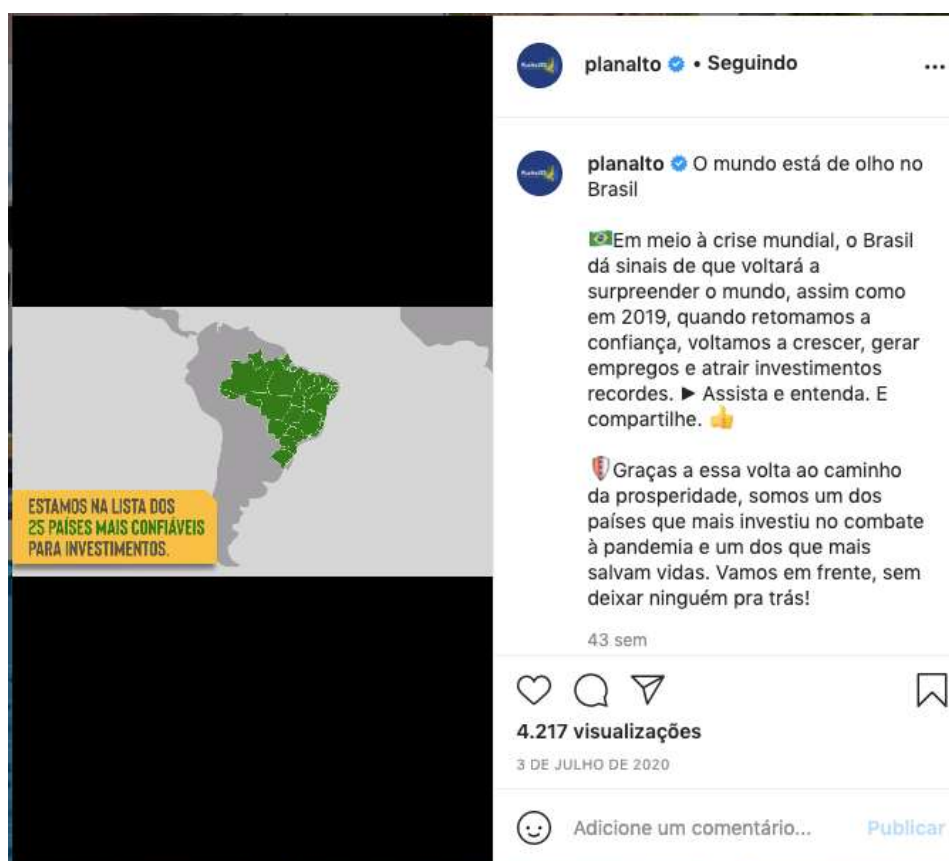 planalto • Seguindo
...
planalto O mundo está de olho no
Brasil
🇧🇷Em meio à crise mundial, o Brasil
dá sinais de que voltará a
surpreender o mundo, assim como
em 2019, quando retomamos a
confiança, voltamos a crescer, gerar
empregos e atrair investimentos
recordes. ▶ Assista e entenda. E
compartilhe. 👍
🛡Graças a essa volta ao caminho
da prosperidade, somos um dos
países que mais investiu no combate
à pandemia e um dos que mais
salvam vidas. Vamos em frente, sem
deixar ninguém pra trás!
43 sem
ESTAMOS NA LISTA DOS
25 PAÍSES MAIS CONFIÁVEIS
PARA INVESTIMENTOS.
4.217 visualizações
3 DE JULHO DE 2020
Adicione um comentário...
Publicar